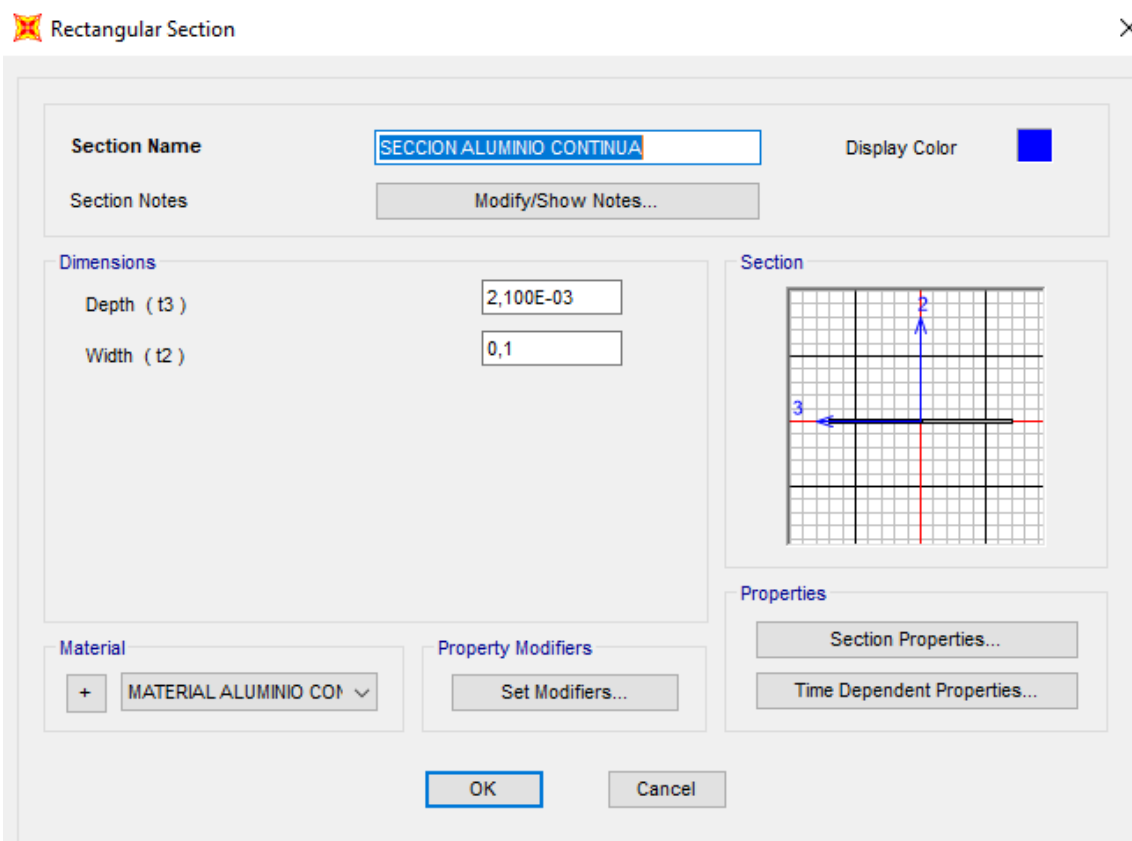 Rectangular Section
Section Name SECCION ALUMINIO CONTINUA Display Color
Section Notes Modify/Show Notes...
Dimensions
Depth ( t3 ) 2,100E-03
Width ( t2 ) 0,1
Section
2
3
Material
+ MATERIAL ALUMINIO CON
Property Modifiers
Set Modifiers...
Properties
Section Properties...
Time Dependent Properties...
OK Cancel